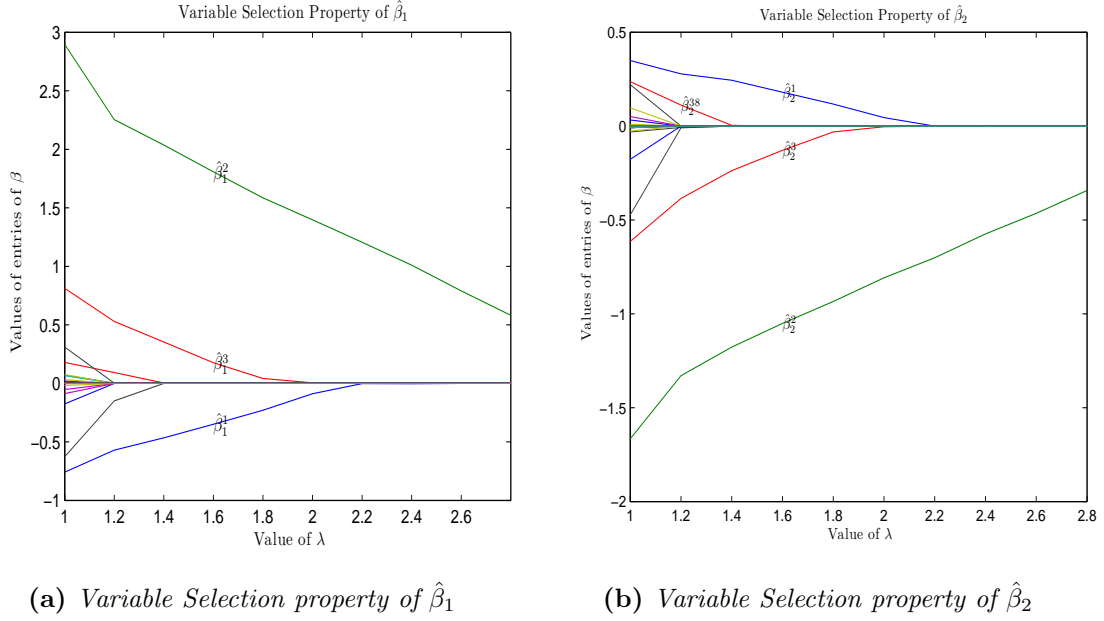 Variable Selection Property of β̂₁
Values of entries of β
3
2.5
2
1.5
1
0.5
0
−0.5
−1
β̂₁²
β̂₁³
β̂₁¹
1 1.2 1.4 1.6 1.8 2 2.2 2.4 2.6
Value of λ
(a) Variable Selection property of β̂₁
Variable Selection Property of β̂₂
Values of entries of β
0.5
0
−0.5
−1
−1.5
−2
β̂₂¹
β̂₂³⁸
β̂₂³
β̂₂²
1 1.2 1.4 1.6 1.8 2 2.2 2.4 2.6 2.8
Value of λ
(b) Variable Selection property of β̂₂